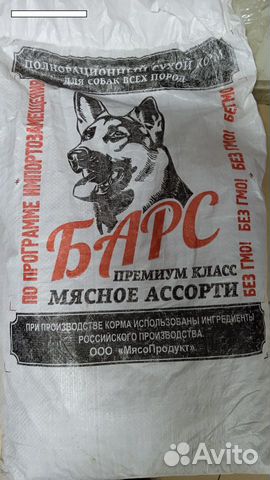 ПОЛНОРАЦИОННЫЙ СУХОЙ КОРМ
ДЛЯ СОБАК ВСЕХ ПОРОД
ПО ПРОГРАММЕ ИМПОРТОЗАМЕЩЕНИЯ
БЕЗ ГМО! БЕЗ ГМО! БЕЗ ГМО!
БАРС
ПРЕМИУМ КЛАСС
МЯСНОЕ АССОРТИ
ПРИ ПРОИЗВОДСТВЕ КОРМА ИСПОЛЬЗОВАНЫ ИНГРЕДИЕНТЫ
РОССИЙСКОГО ПРОИЗВОДСТВА
ООО «МясоПродукт».
Avito